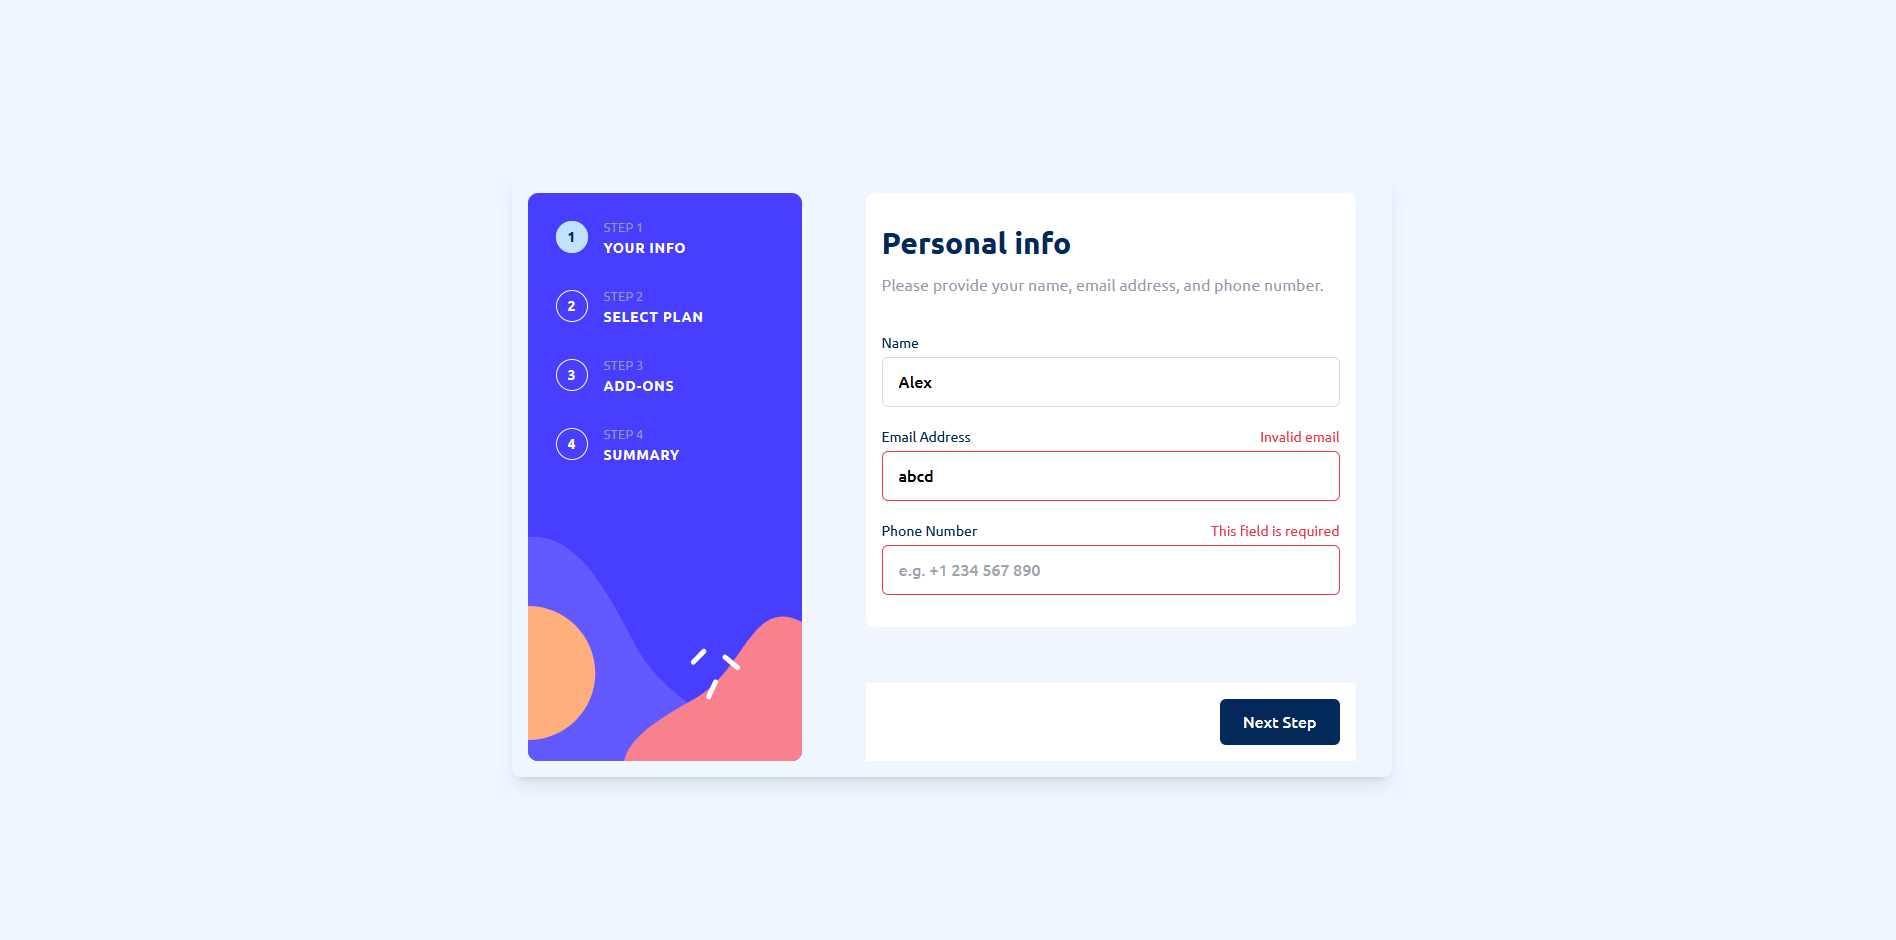 1
STEP 1
YOUR INFO
2
STEP 2
SELECT PLAN
3
STEP 3
ADD-ONS
4
STEP 4
SUMMARY
Personal info
Please provide your name, email address, and phone number.
Name
Alex
Email Address
Invalid email
abcd
Phone Number
This field is required
e.g. +1 234 567 890
Next Step